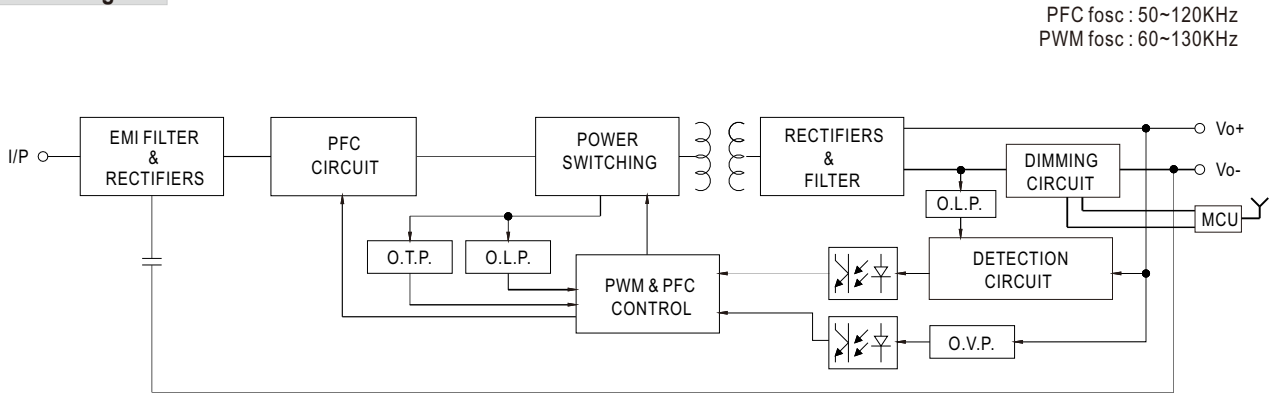 PFC fosc : 50~120KHz
PWM fosc : 60~130KHz
I/P
EMI FILTER
&
RECTIFIERS
PFC
CIRCUIT
POWER
SWITCHING
RECTIFIERS
&
FILTER
DIMMING
CIRCUIT
Vo+
Vo-
MCU
O.L.P.
O.T.P.
O.L.P.
PWM & PFC
CONTROL
DETECTION
CIRCUIT
O.V.P.